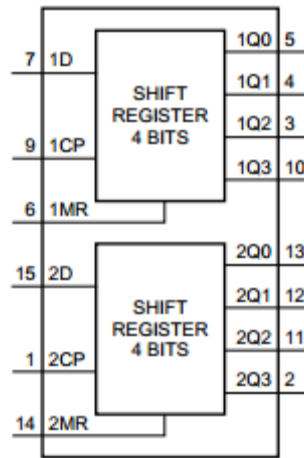 1Q0 5
7 1D
1Q1 4
SHIFT
REGISTER
4 BITS
1Q2 3
9 1CP
1Q3 10
6 1MR
2Q0 13
15 2D
2Q1 12
SHIFT
REGISTER
4 BITS
2Q2 11
1 2CP
2Q3 2
14 2MR